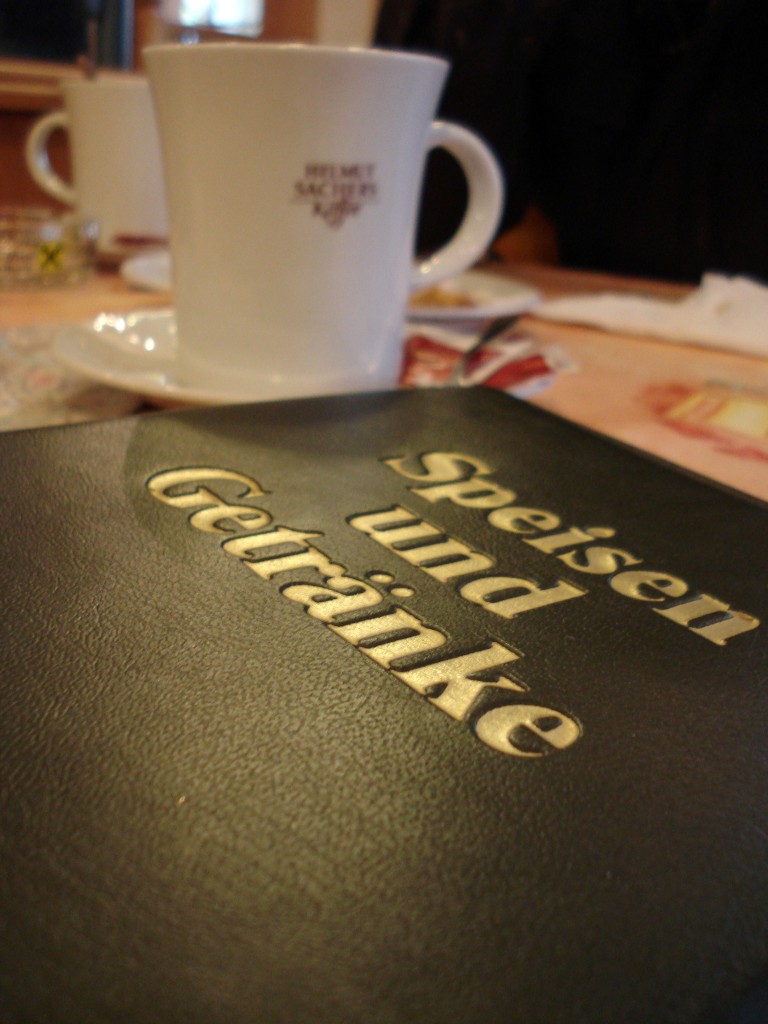 HELMUT
SACHERS
Kaffee
Speisen
und
Getränke